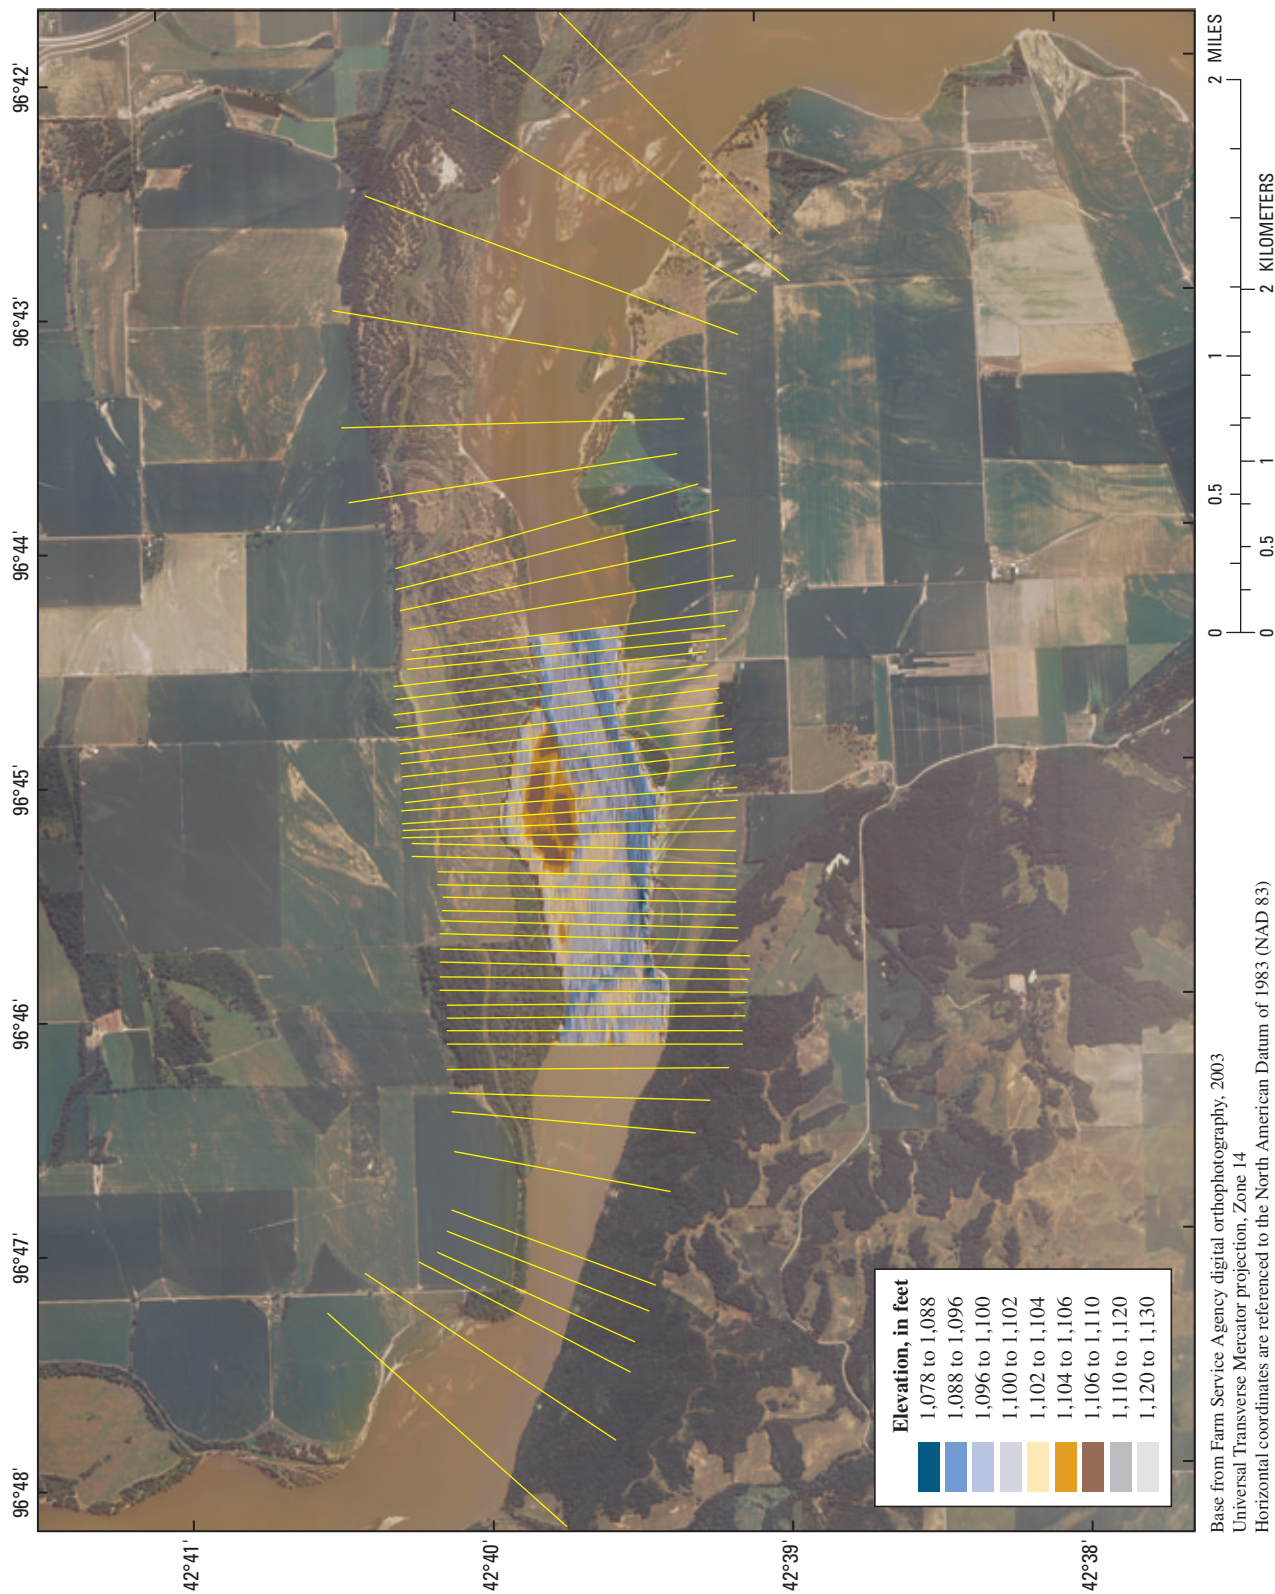 96°48'
96°47'
96°46'
96°45'
96°44'
96°43'
96°42'
42°41'
42°40'
42°39'
42°38'
Elevation, in feet
1,078 to 1,088
1,088 to 1,096
1,096 to 1,100
1,100 to 1,102
1,102 to 1,104
1,104 to 1,106
1,106 to 1,110
1,110 to 1,120
1,120 to 1,130
Base from Farm Service Agency digital orthophotography, 2003
Universal Transverse Mercator projection, Zone 14
Horizontal coordinates are referenced to the North American Datum of 1983 (NAD 83)
0 0.5 1 2 MILES
0 0.5 1 2 KILOMETERS